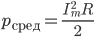 p_{сред} = \frac{I_m^2 R}{2}